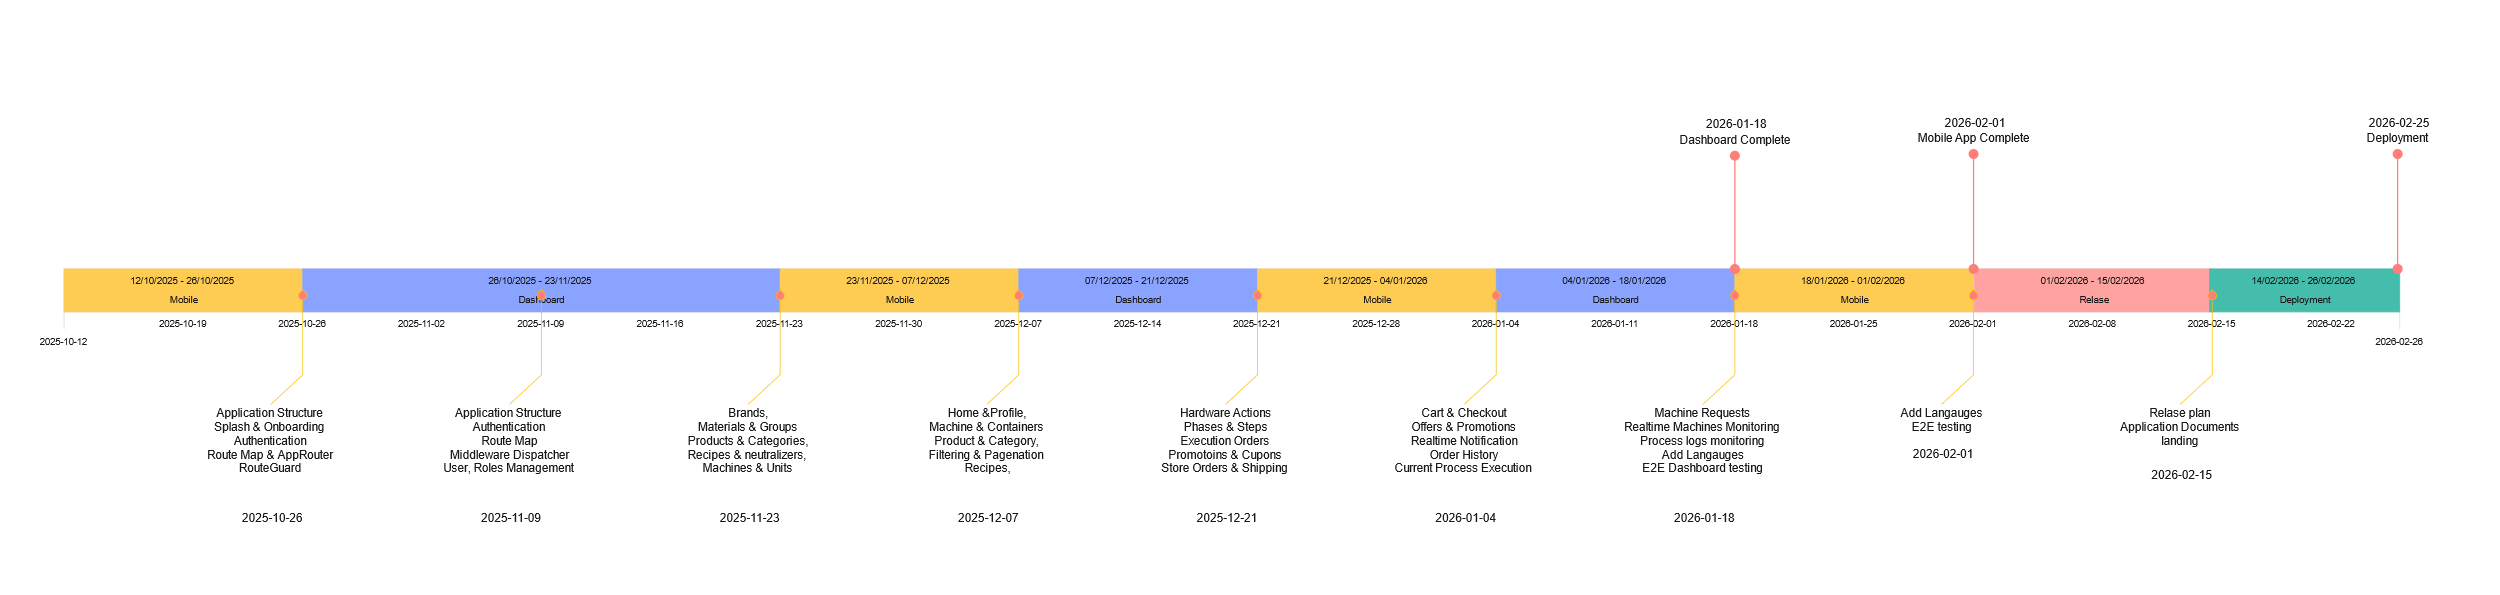 2026-01-18
Dashboard Complete
2026-02-01
Mobile App Complete
2026-02-25
Deployment
12/10/2025 - 26/10/2025
Mobile
26/10/2025 - 23/11/2025
Dashboard
23/11/2025 - 07/12/2025
Mobile
07/12/2025 - 21/12/2025
Dashboard
21/12/2025 - 04/01/2026
Mobile
04/01/2026 - 18/01/2026
Dashboard
18/01/2026 - 01/02/2026
Mobile
01/02/2026 - 15/02/2026
Relase
14/02/2026 - 26/02/2026
Deployment
2025-10-12
2025-10-19
2025-10-26
2025-11-02
2025-11-09
2025-11-16
2025-11-23
2025-11-30
2025-12-07
2025-12-14
2025-12-21
2025-12-28
2026-01-04
2026-01-11
2026-01-18
2026-01-25
2026-02-01
2026-02-08
2026-02-15
2026-02-22
2026-02-26
Application Structure
Splash & Onboarding
Authentication
Route Map & AppRouter
RouteGuard
2025-10-26
Application Structure
Authentication
Route Map
Middleware Dispatcher
User, Roles Management
2025-11-09
Brands,
Materials & Groups
Products & Categories,
Recipes & neutralizers,
Machines & Units
2025-11-23
Home &Profile,
Machine & Containers
Product & Category,
Filtering & Pagenation
Recipes,
2025-12-07
Hardware Actions
Phases & Steps
Execution Orders
Promotoins & Cupons
Store Orders & Shipping
2025-12-21
Cart & Checkout
Offers & Promotions
Realtime Notification
Order History
Current Process Execution
2026-01-04
Machine Requests
Realtime Machines Monitoring
Process logs monitoring
Add Langauges
E2E Dashboard testing
2026-01-18
Add Langauges
E2E testing
2026-02-01
Relase plan
Application Documents
landing
2026-02-15